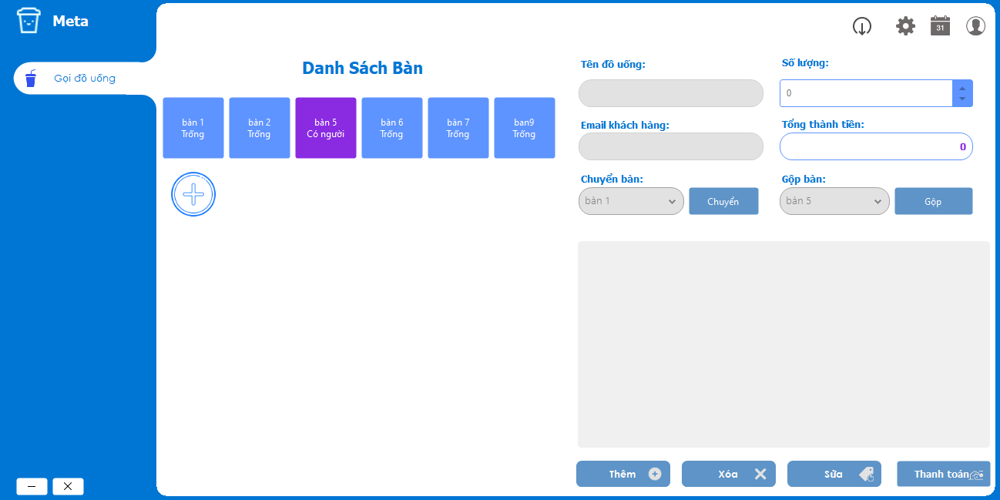 Meta
Gọi đồ uống
31
Danh Sách Bàn
bàn 1
Trống
bàn 2
Trống
bàn 5
Có người
bàn 6
Trống
bàn 7
Trống
ban9
Trống
Tên đồ uống:
Số lượng:
0
Email khách hàng:
Tổng thành tiền:
0
Chuyển bàn:
Gộp bàn:
bàn 1
Chuyển
bàn 5
Gộp
Thêm
Xóa
Sửa
Thanh toán